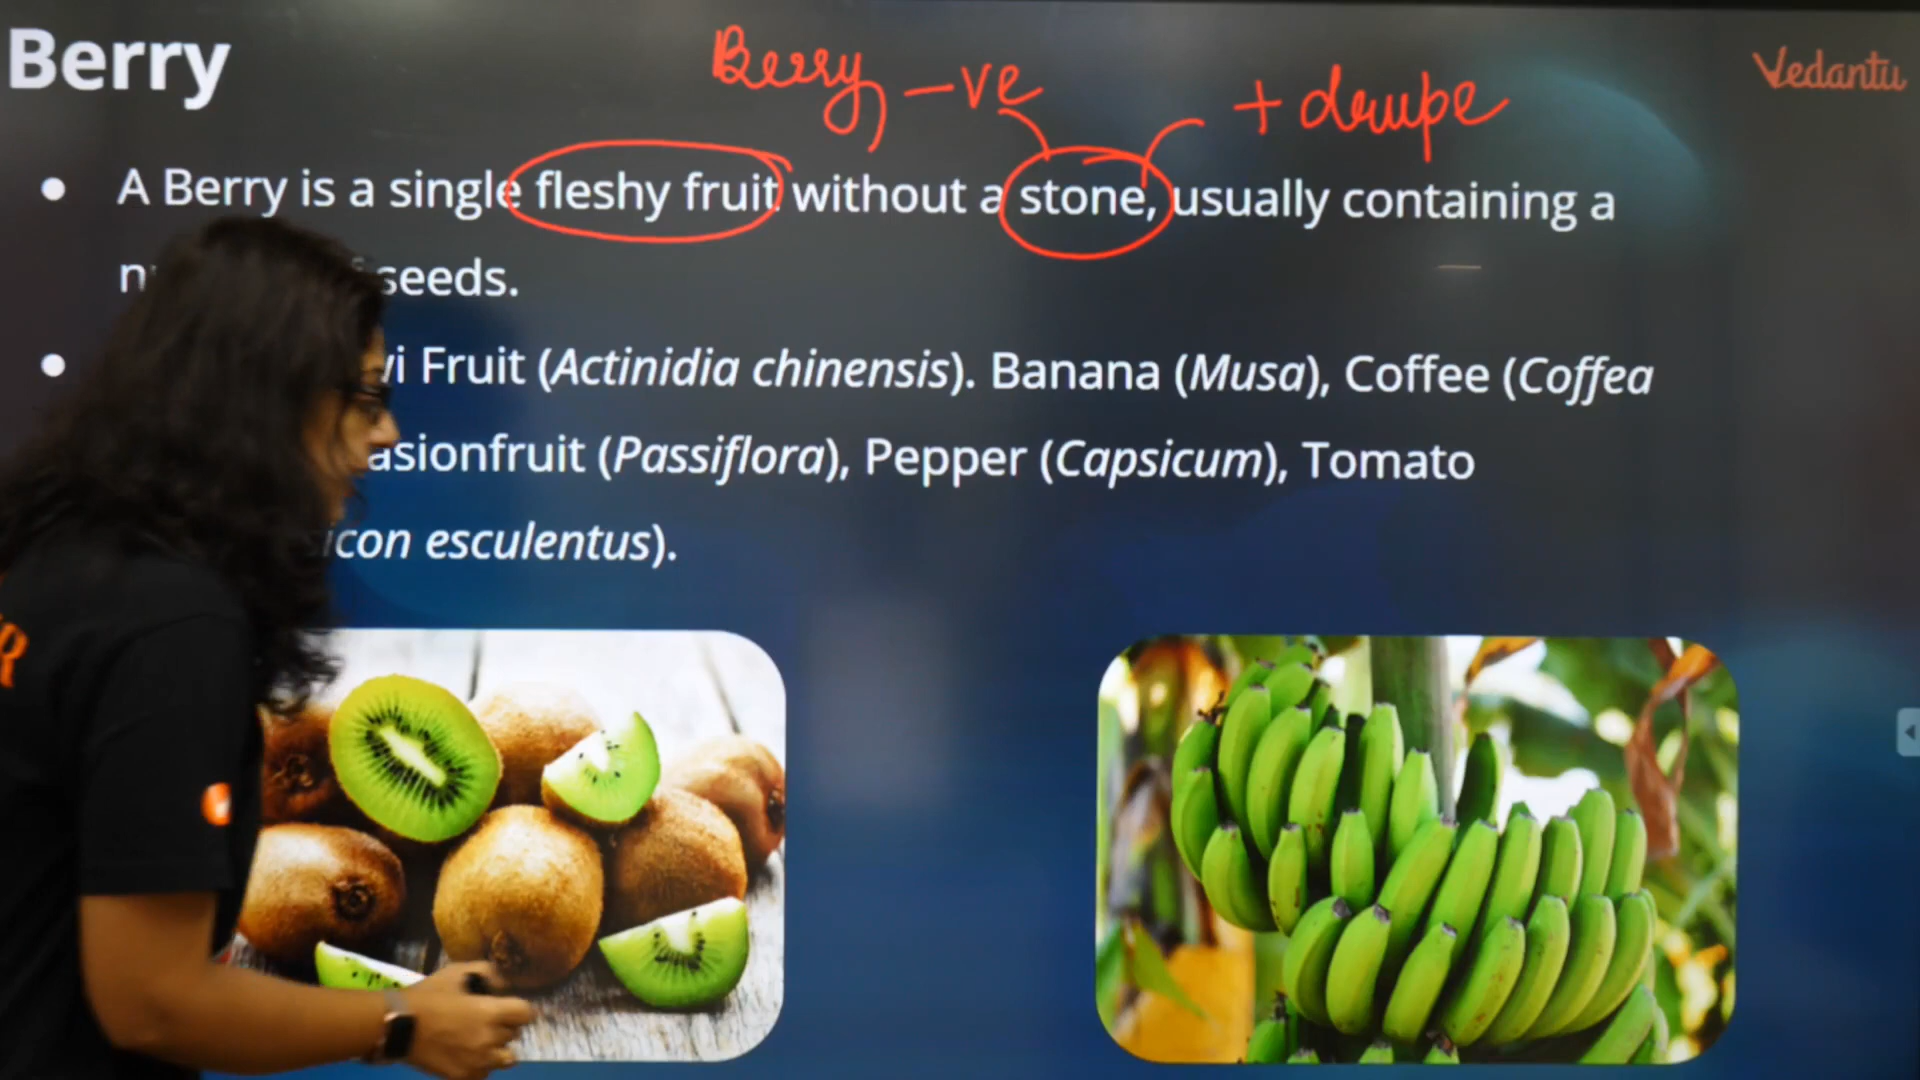 Berry
Berry -ve + drupe
Vedantu
A Berry is a single fleshy fruit without a stone, usually containing a
seeds.
Fruit (Actinidia chinensis). Banana (Musa), Coffee (Coffea
asionfruit (Passiflora), Pepper (Capsicum), Tomato
icon esculentus).
R